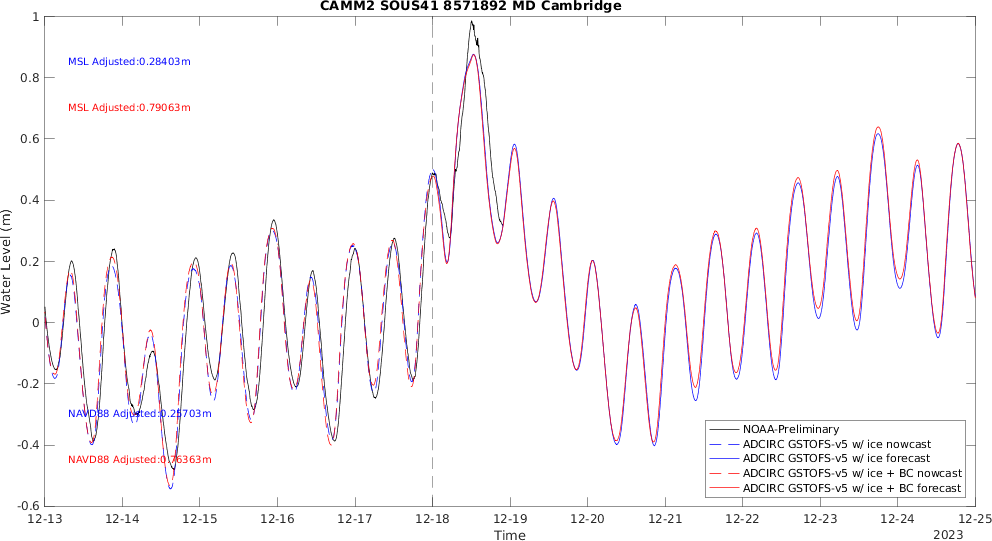 CAMM2 SOUS41 8571892 MD Cambridge
1
0.8
0.6
0.4
0.2
0
-0.2
-0.4
-0.6
Water Level (m)
MSL Adjusted:0.28403m
MSL Adjusted:0.79063m
NAVD88 Adjusted:0.25703m
NAVD88 Adjusted:0.76363m
NOAA-Preliminary
ADCIRC GSTOFS-v5 w/ ice nowcast
ADCIRC GSTOFS-v5 w/ ice forecast
ADCIRC GSTOFS-v5 w/ ice + BC nowcast
ADCIRC GSTOFS-v5 w/ ice + BC forecast
12-13 12-14 12-15 12-16 12-17 12-18 12-19 12-20 12-21 12-22 12-23 12-24 12-25
Time
2023